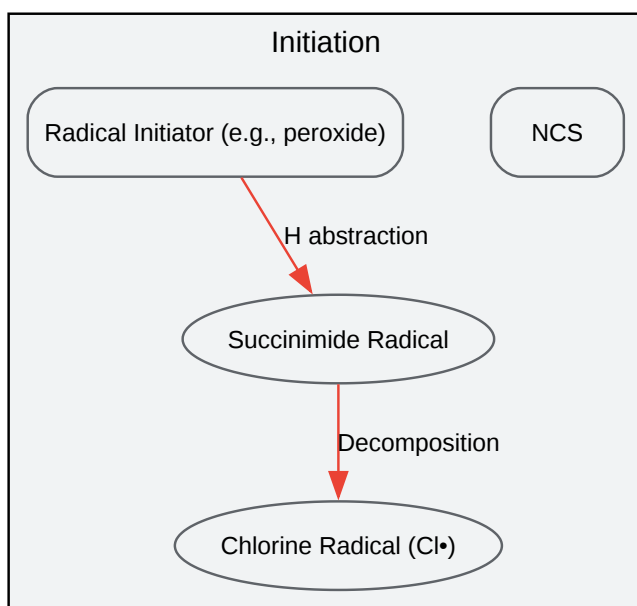 Initiation
Radical Initiator (e.g., peroxide)
NCS
H abstraction
Succinimide Radical
Decomposition
Chlorine Radical (Cl•)